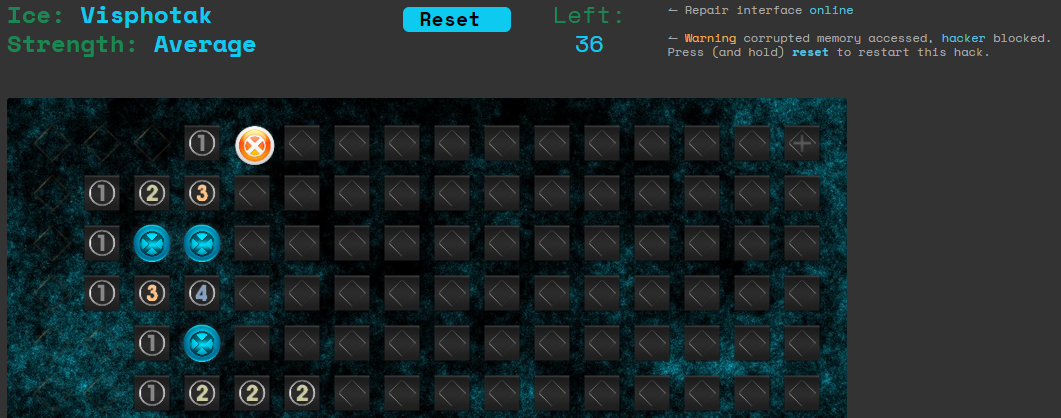 Ice: Visphotak
Strength: Average
Reset
Left:
36
← Repair interface online
← Warning corrupted memory accessed, hacker blocked.
Press (and hold) reset to restart this hack.
1
1 2 3
1
1 3 4
1
1 2 2 2